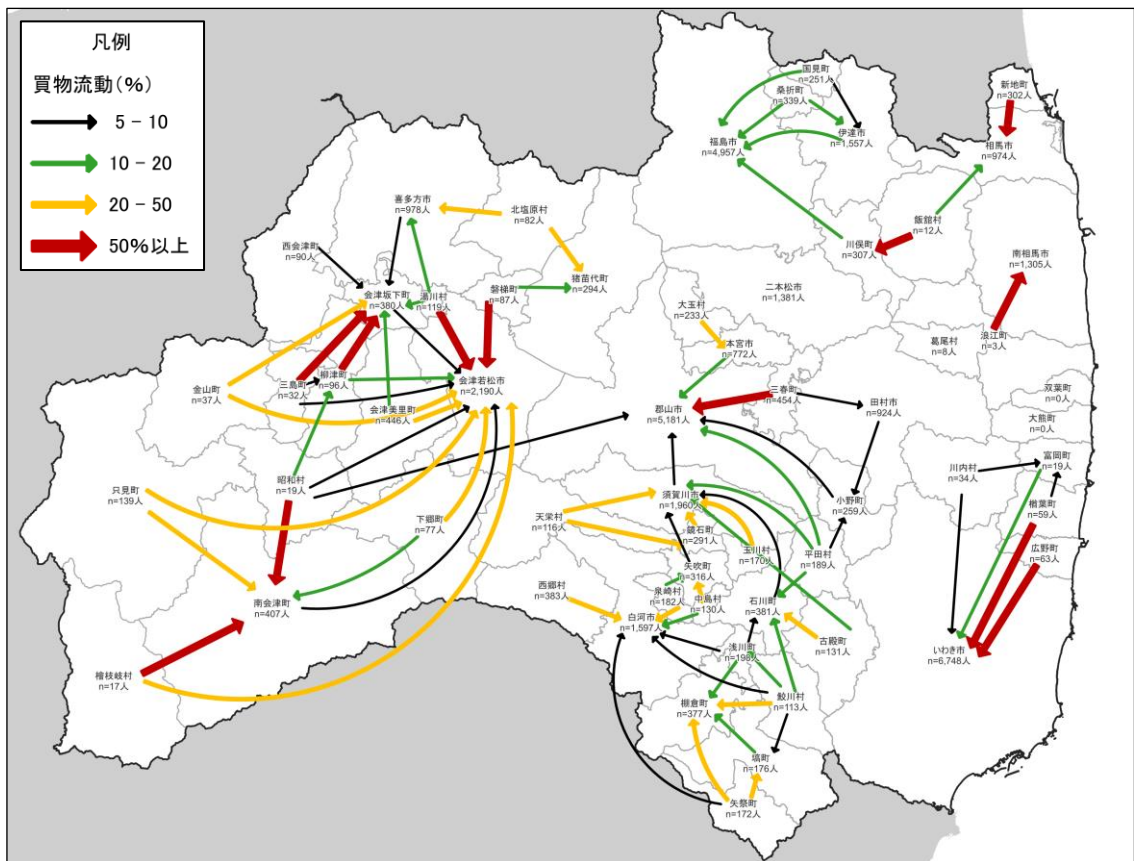 凡例
買物流動(%)
5 - 10
10 - 20
20 - 50
50%以上
国見町
n=251人
桑折町
n=339人
伊達市
n=1,557人
福島市
n=4,957人
新地町
n=302人
相馬市
n=974人
飯舘村
n=12人
川俣町
n=307人
南相馬市
n=1,305人
浪江町
n=3人
葛尾村
n=8人
双葉町
n=0人
大熊町
n=0人
富岡町
n=19人
川内村
n=34人
楢葉町
n=59人
広野町
n=63人
いわき市
n=6,748人
喜多方市
n=978人
北塩原村
n=82人
西会津町
n=90人
会津坂下町
n=380人
湯川村
n=119人
磐梯町
n=87人
猪苗代町
n=294人
二本松市
n=1,381人
大玉村
n=233人
本宮市
n=772人
三春町
n=454人
田村市
n=924人
郡山市
n=5,181人
小野町
n=259人
金山町
n=37人
三島町
n=32人
柳津町
n=96人
会津若松市
n=2,190人
会津美里町
n=446人
昭和村
n=19人
只見町
n=139人
下郷町
n=77人
南会津町
n=407人
檜枝岐村
n=17人
須賀川市
n=1,960人
天栄村
n=116人
鏡石町
n=291人
玉川村
n=170人
平田村
n=189人
矢吹町
n=316人
泉崎村
n=182人
中島村
n=130人
西郷村
n=383人
白河市
n=1,597人
石川町
n=381人
古殿町
n=131人
浅川町
n=198人
鮫川村
n=113人
棚倉町
n=377人
塙町
n=176人
矢祭町
n=172人